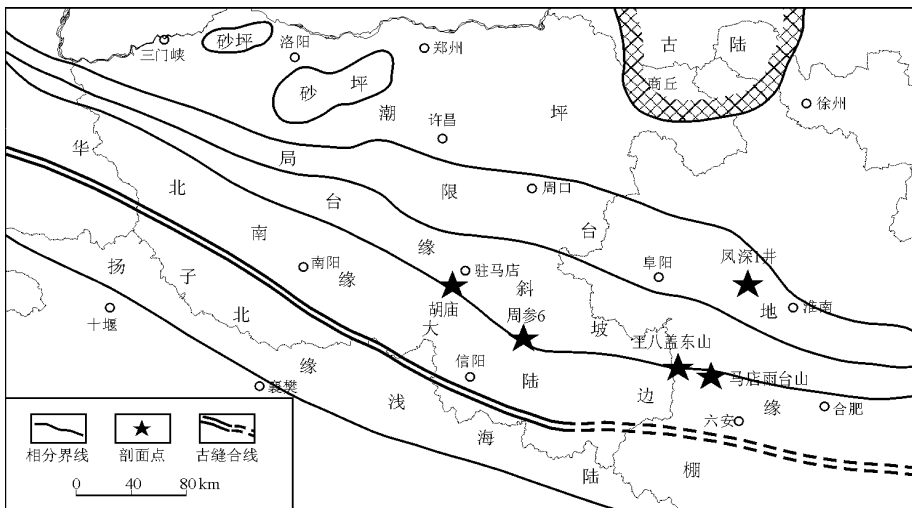 砂坪
古 陆
三门峡
洛阳
郑州
砂 坪
商丘
徐州
潮 坪
许昌
华 北 南 缘 大 陆 边 缘
局 限 台 地
周口
台 缘 斜 坡
扬 子 北 缘 浅 海 陆 棚
南阳
驻马店
阜阳
凤深1井
淮南
十堰
胡庙
周参6
王八盖东山
马店雨台山
信阳
襄樊
六安
合肥
相分界线
剖面点
古缝合线
0 40 80 km